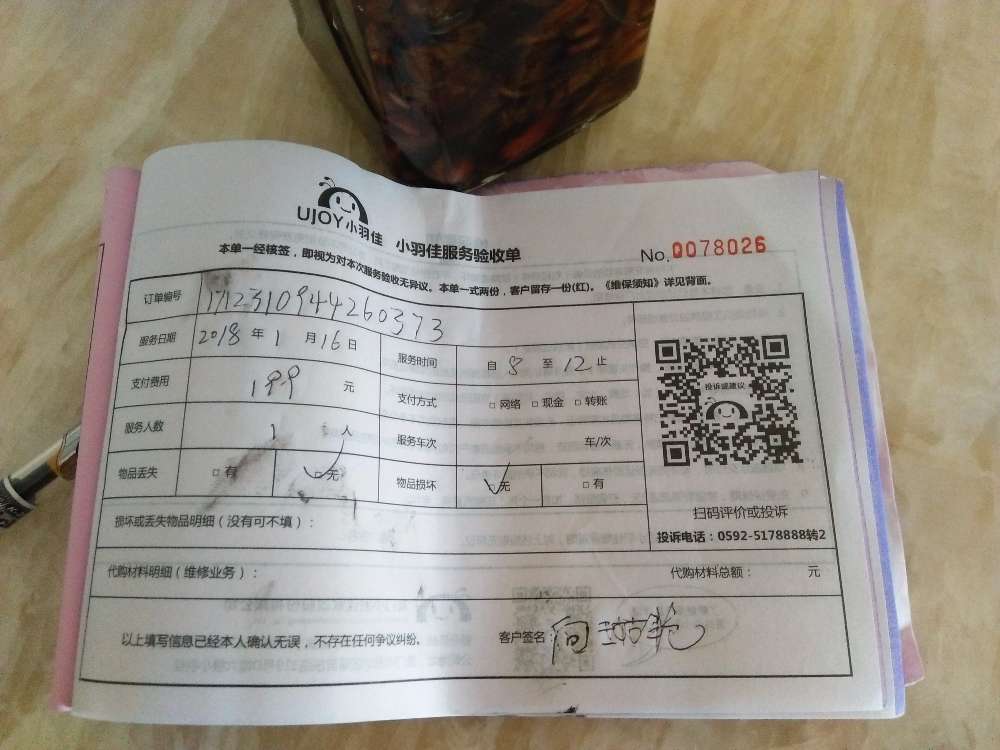 UJOY小羽佳 小羽佳服务验收单 No.0078026
本单一经核签，即视为对本次服务验收无异议。本单一式两份，客户留存一份(红)。《维保须知》详见背面。
订单编号 17123109442260373
服务日期 2018 年 1 月 16 日 服务时间 自 8 至 12 止
支付费用 199 元 支付方式 □ 网络 □ 现金 □ 转账
服务人数 1 人 服务车次 车/次
物品丢失 □ 有 □ 无 物品损坏 □ 无 □ 有
投诉或建议
扫码评价或投诉
投诉电话：0592-5178888转2
损坏或丢失物品明细（没有可不填）：
代购材料明细（维修业务）： 代购材料总额： 元
以上填写信息已经本人确认无误，不存在任何争议纠纷。 客户签名：